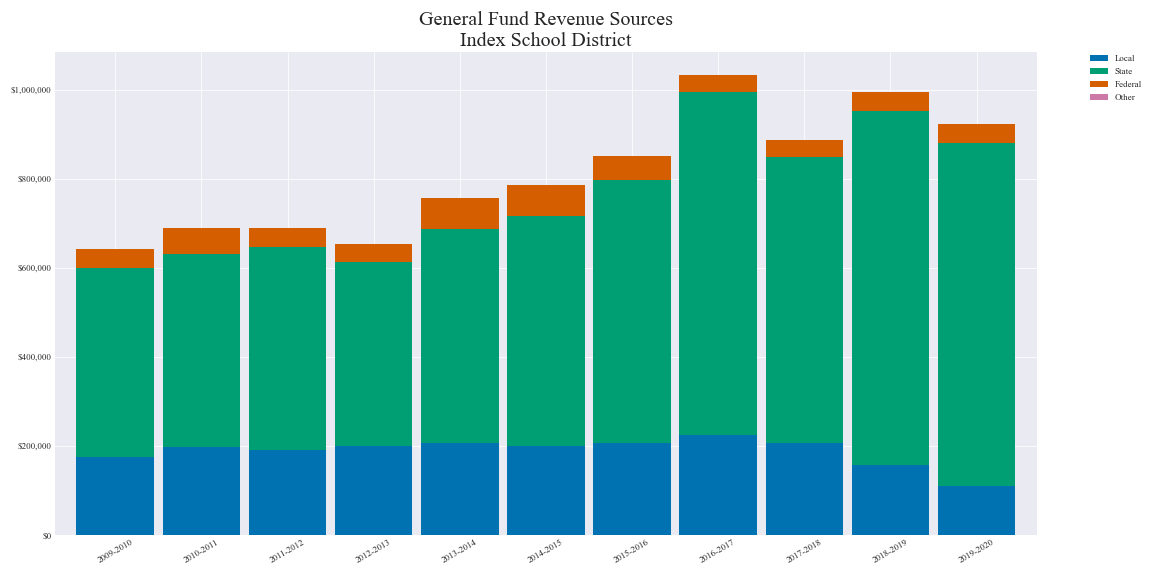 General Fund Revenue Sources
Index School District
Local
State
Federal
Other
$1,000,000
$800,000
$600,000
$400,000
$200,000
$0
2009-2010
2010-2011
2011-2012
2012-2013
2013-2014
2014-2015
2015-2016
2016-2017
2017-2018
2018-2019
2019-2020